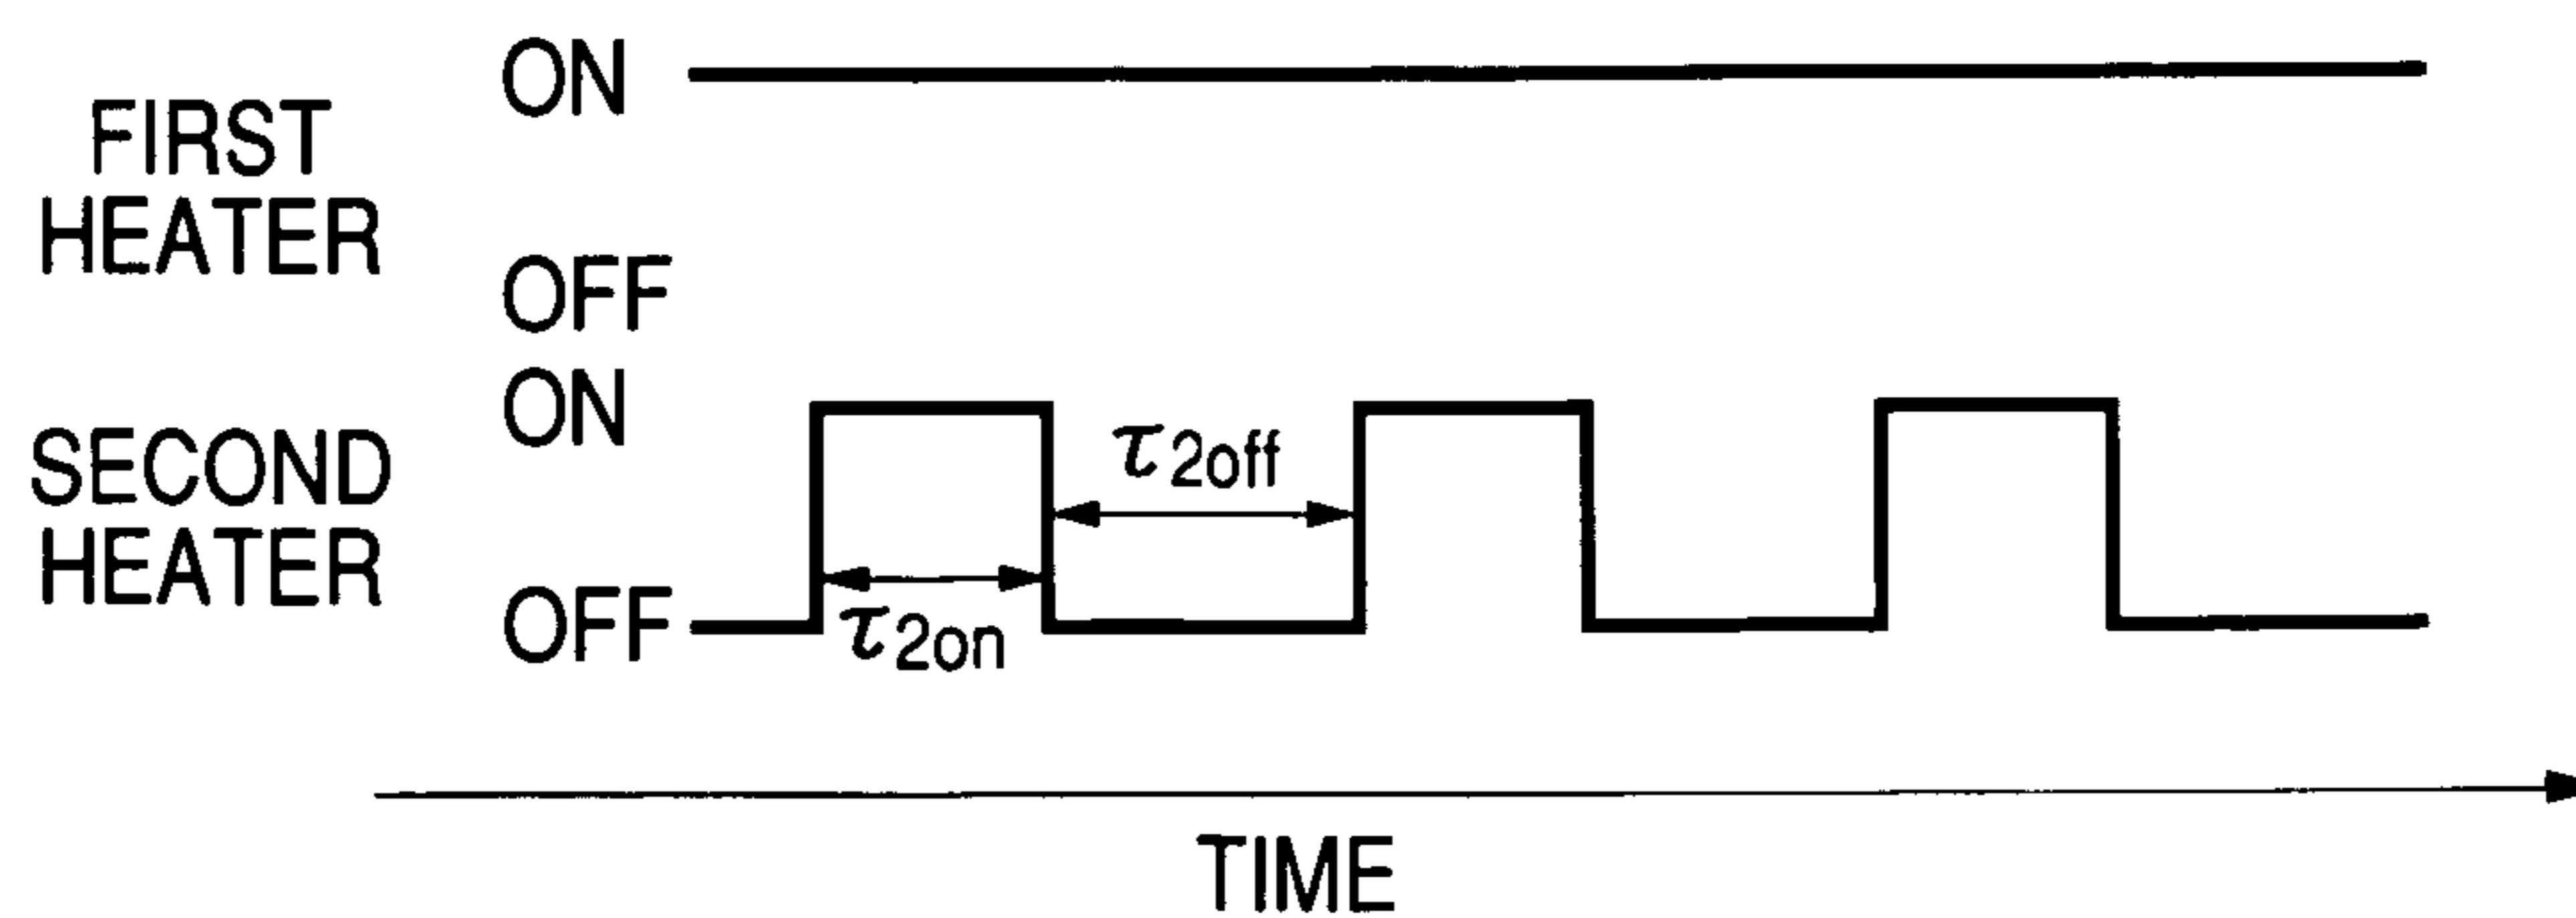 ON
FIRST
HEATER
OFF
ON
SECOND
HEATER
OFF
τ2off
τ2on
TIME